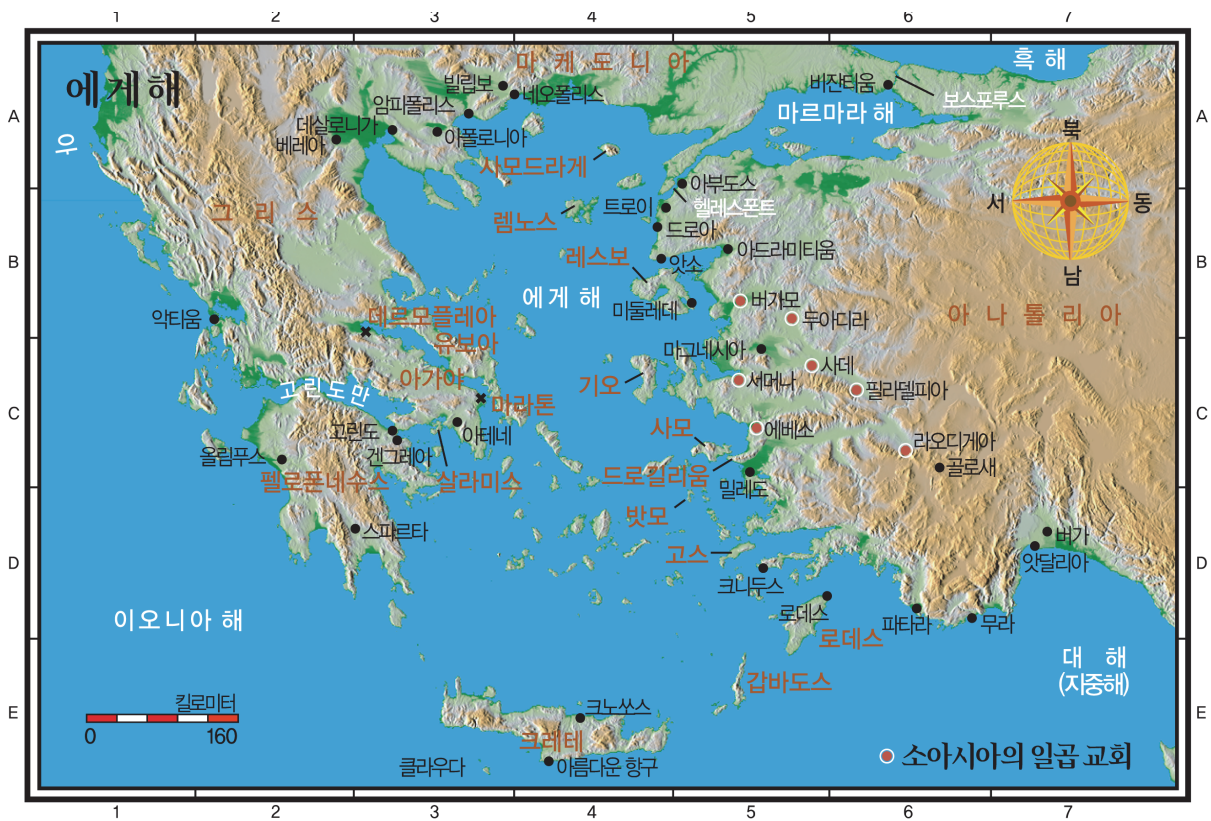 1 2 3 4 5 6 7
에게해
마케도니아
흑해
빌립보
네오폴리스
버잔티움
보스포루스
A
암피폴리스
마르마라해
A
데살로니가
아폴로니아
베레아
북
우
사모드라게
아부도스
헬레스폰트
서
동
그리스
렘노스
트로이
드로아
남
B
레스보
앗소
아드라미티움
B
에게해
미둘레네
버가모
두아디라
아나톨리아
악티움
데르모플레아
유보아
마그네시아
사데
아가야
기오
서머나
필라델피아
고린도만
마라톤
C
고린도
아테네
사모
에베소
라오디게아
C
올림푸스
겐그레아
골로새
펠로폰네수스
살라미스
드로길리움
밀레도
밧모
스파르타
버가
D
고스
앗달리아
D
크니두스
로데스
이오니아해
파타라
무라
로데스
대해
(지중해)
갑바도스
E
킬로미터
크노쏘스
E
0 160
크레테
클라우다
아름다운 항구
소아시아의 일곱 교회
1 2 3 4 5 6 7